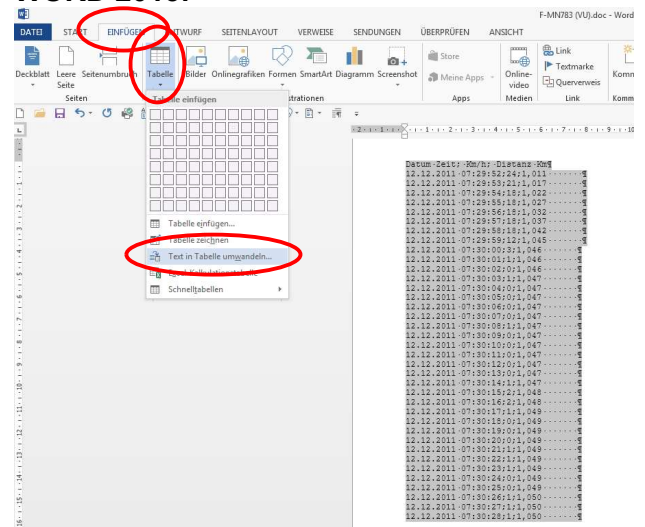 F-MN783 (VU).doc - Word
DATEI START EINFÜGEN ENTWURF SEITENLAYOUT VERWEISE SENDUNGEN ÜBERPRÜFEN ANSICHT
Deckblatt Leere Seite Seitenumbruch Tabelle Bilder Onlinegrafiken Formen SmartArt Diagramm Screenshot
Store
Meine Apps
Online-video
Link
Textmarke
Querverweis
Komm
Seiten
Tabelle einfügen
strationen
Apps Medien Link Komm
Tabelle einfügen...
Tabelle zeichnen
Text in Tabelle umwandeln...
Excel-Kalkulationstabelle
Schnelltabellen
Datum Zeit; Km/h; Distanz Km¶
12.12.2011 07:29:52;24;1,011 ¶
12.12.2011 07:29:53;21;1,017 ¶
12.12.2011 07:29:54;18;1,022 ¶
12.12.2011 07:29:55;18;1,027 ¶
12.12.2011 07:29:56;18;1,032 ¶
12.12.2011 07:29:57;18;1,037 ¶
12.12.2011 07:29:58;18;1,042 ¶
12.12.2011 07:29:59;12;1,045 ¶
12.12.2011 07:30:00;3;1,046 ¶
12.12.2011 07:30:01;1;1,046 ¶
12.12.2011 07:30:02;0;1,046 ¶
12.12.2011 07:30:03;1;1,047 ¶
12.12.2011 07:30:04;0;1,047 ¶
12.12.2011 07:30:05;0;1,047 ¶
12.12.2011 07:30:06;0;1,047 ¶
12.12.2011 07:30:07;0;1,047 ¶
12.12.2011 07:30:08;1;1,047 ¶
12.12.2011 07:30:09;0;1,047 ¶
12.12.2011 07:30:10;0;1,047 ¶
12.12.2011 07:30:11;0;1,047 ¶
12.12.2011 07:30:12;0;1,047 ¶
12.12.2011 07:30:13;0;1,047 ¶
12.12.2011 07:30:14;1;1,047 ¶
12.12.2011 07:30:15;2;1,048 ¶
12.12.2011 07:30:16;2;1,048 ¶
12.12.2011 07:30:17;1;1,049 ¶
12.12.2011 07:30:18;0;1,049 ¶
12.12.2011 07:30:19;0;1,049 ¶
12.12.2011 07:30:20;0;1,049 ¶
12.12.2011 07:30:21;1;1,049 ¶
12.12.2011 07:30:22;1;1,049 ¶
12.12.2011 07:30:23;1;1,049 ¶
12.12.2011 07:30:24;0;1,049 ¶
12.12.2011 07:30:25;0;1,049 ¶
12.12.2011 07:30:26;1;1,050 ¶
12.12.2011 07:30:27;1;1,050 ¶
12.12.2011 07:30:28;1;1,050 ¶